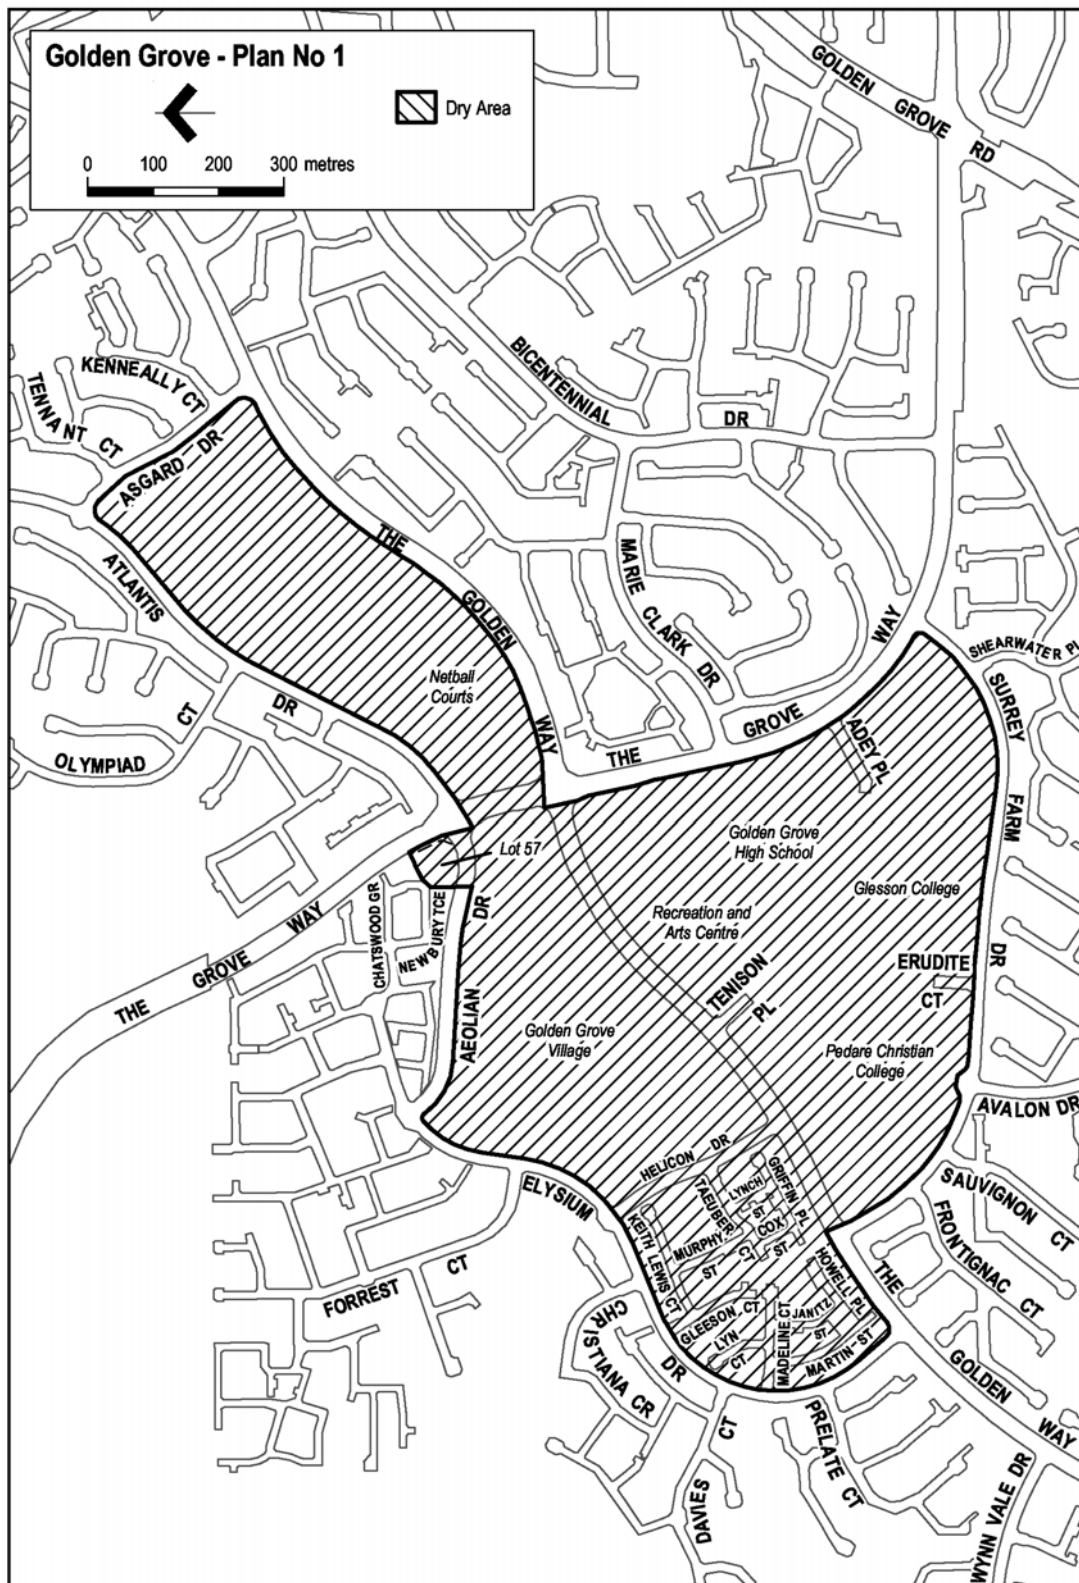 Golden Grove - Plan No 1
Dry Area
0 100 200 300 metres
GOLDEN GROVE RD
KENNEALLY CT
TENNANT CT
ASGARD DR
BICENTENNIAL
DR
ATLANTIS
DR
THE
GOLDEN
WAY
MARIE CLARK DR
WAY
GROVE
THE
SHEARWATER PL
SURREY
FARM
DR
ADEY PL
Netball
Courts
CT
OLYMPIAD
Golden Grove
High School
Lot 57
Glesson College
Recreation and
Arts Centre
THE GROVE WAY
CHATSWOOD GR
NEWBURY TCE
DR
AEOLIAN
ERUDITE
CT
TENISON
PL
Golden Grove
Village
Pedare Christian
College
AVALON DR
HELICON DR
ELYSIUM
DR
TAEUBER
CT
LYNCH
ST
GRIFFIN PL
COX
ST
MURPHY
ST
KEITH LEWIS CT
SAUVIGNON CT
FRONTIGNAC CT
HOWELL PL
THE
GOLDEN
WAY
FORREST
CT
CHRISTIANA CR
GLEESON CT
LYN
CT
MADELINE CT
JANITZ
ST
MARTIN ST
PRELATE CT
DAVIES
CT
WYNN VALE DR